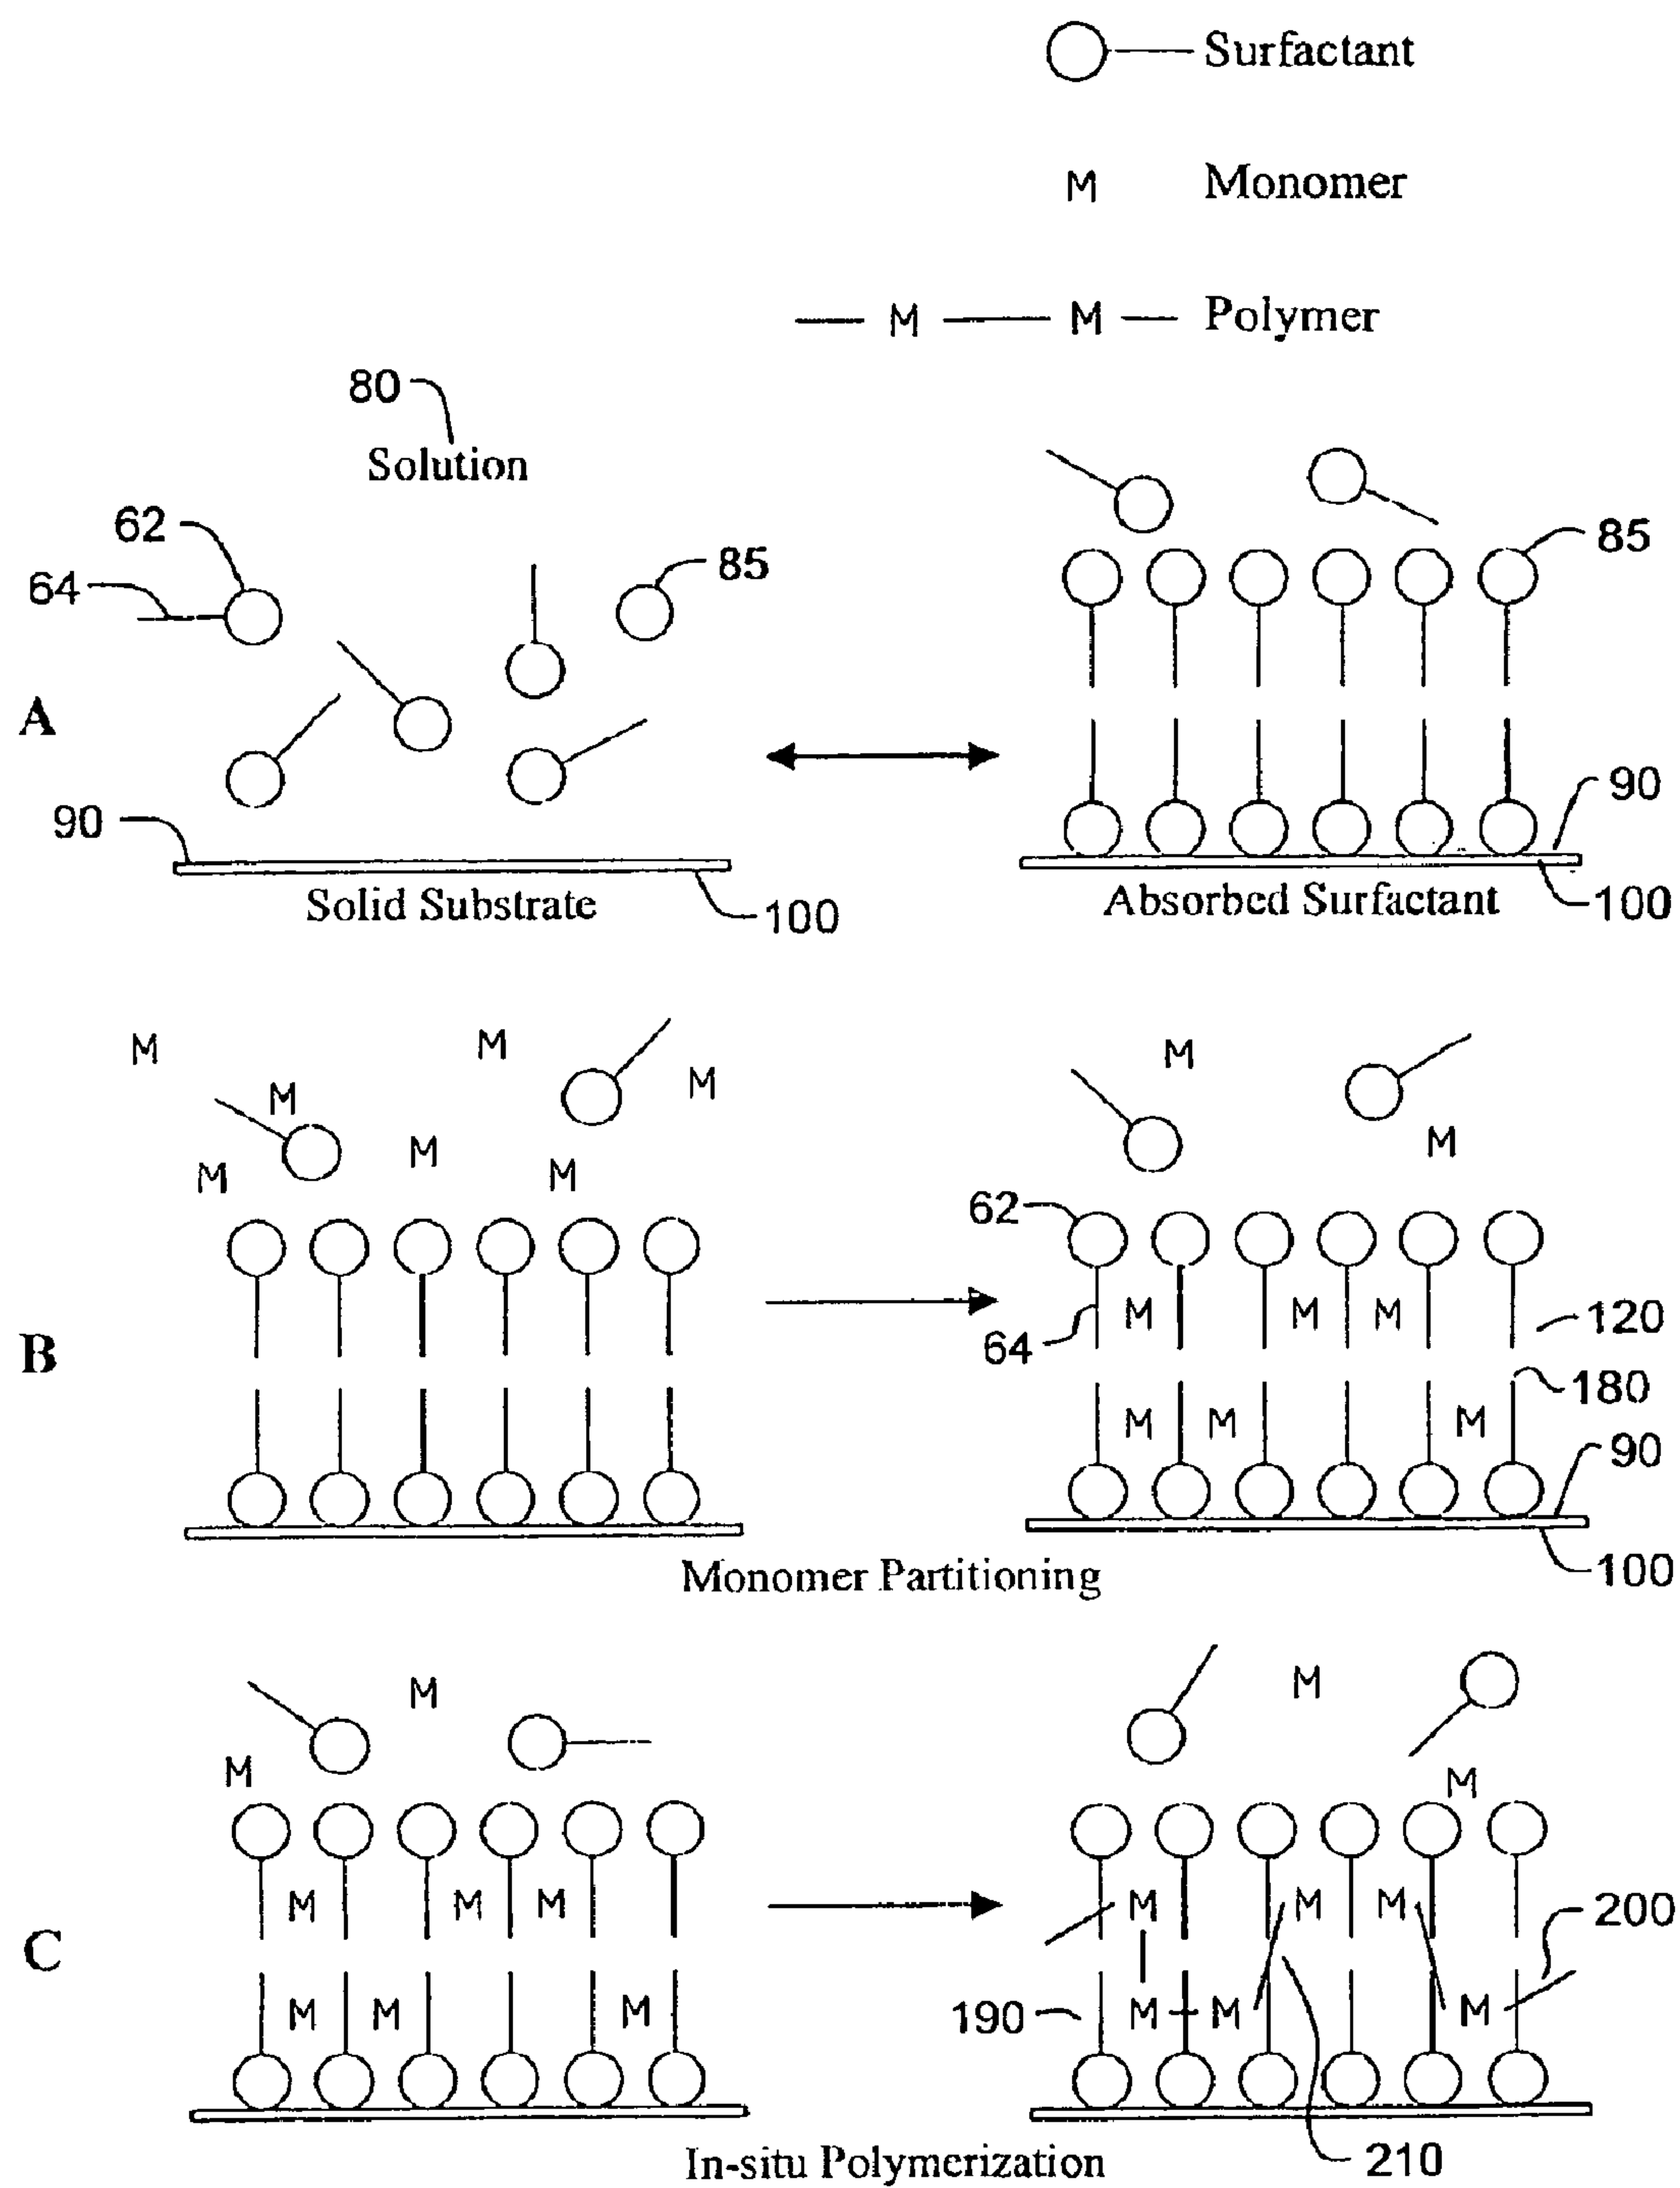 Surfactant
M Monomer
M M Polymer
80
Solution
62
64
85
85
A
90
90
Solid Substrate
100
Absorbed Surfactant
100
M M M
M M M
M M M
M
62
B
M M M
120
64
180
M M M
90
Monomer Partitioning
100
M M
M M
C
M M M
M M M
200
M M M
190
M M M
210
In-situ Polymerization